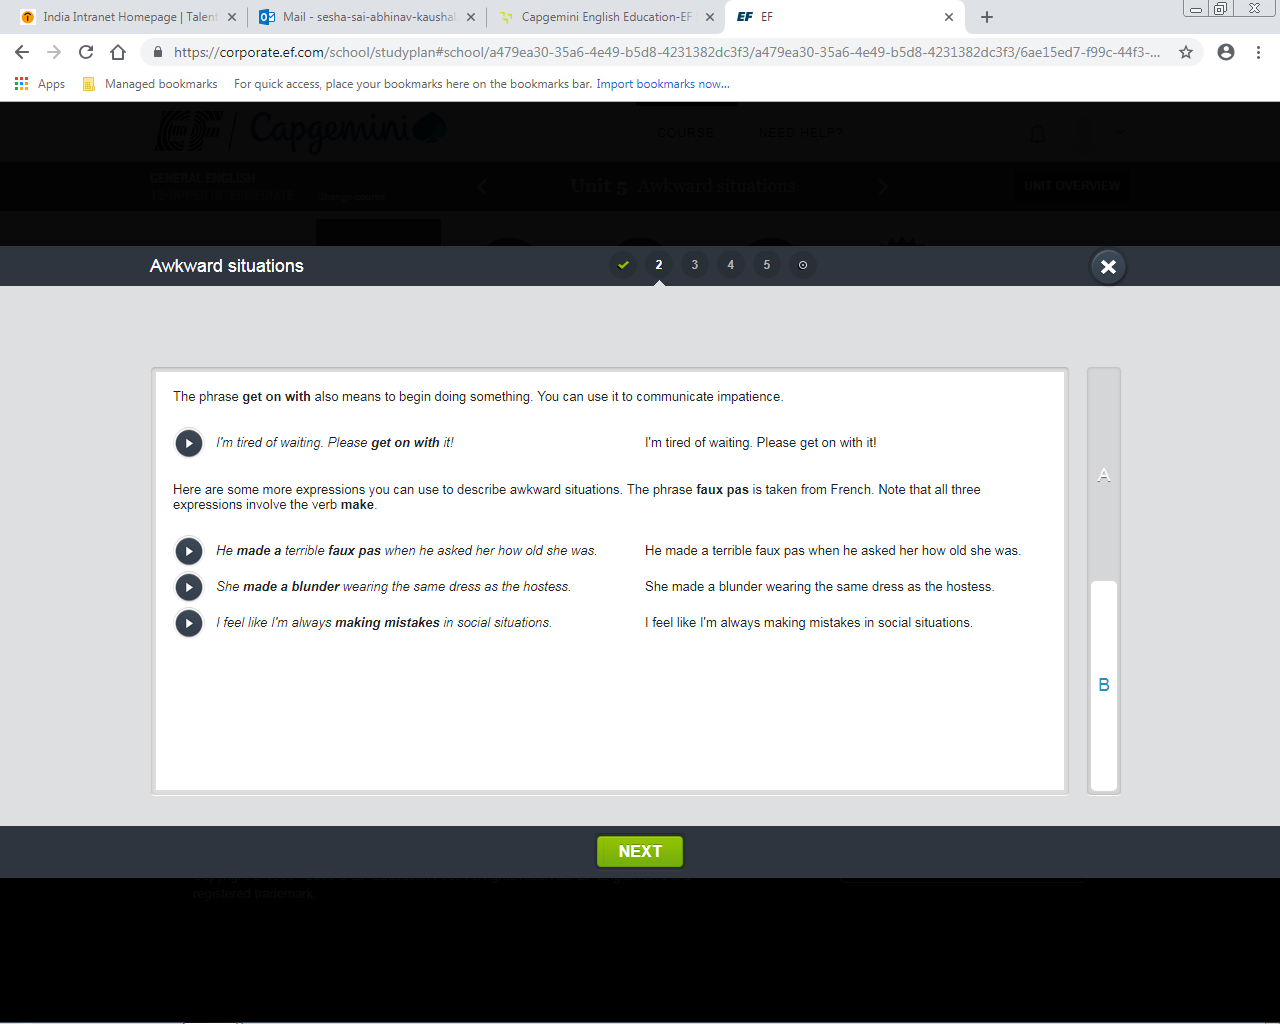 India Intranet Homepage | Talent
Mail - sesha-sai-abhinav-kaushal
Capgemini English Education-EF
EF EF
https://corporate.ef.com/school/studyplan#school/a479ea30-35a6-4e49-b5d8-4231382dc3f3/a479ea30-35a6-4e49-b5d8-4231382dc3f3/6ae15ed7-f99c-44f3-...
Apps Managed bookmarks For quick access, place your bookmarks here on the bookmarks bar. Import bookmarks now...
EF | Capgemini COURSE NEED HELP?
GENERAL ENGLISH
Unit 5 Awkward situations UNIT OVERVIEW
Change course
Awkward situations 2 3 4 5
The phrase get on with also means to begin doing something. You can use it to communicate impatience.
I'm tired of waiting. Please get on with it! I'm tired of waiting. Please get on with it!
Here are some more expressions you can use to describe awkward situations. The phrase faux pas is taken from French. Note that all three
expressions involve the verb make.
He made a terrible faux pas when he asked her how old she was. He made a terrible faux pas when he asked her how old she was.
She made a blunder wearing the same dress as the hostess. She made a blunder wearing the same dress as the hostess.
I feel like I'm always making mistakes in social situations. I feel like I'm always making mistakes in social situations.
A
B
NEXT
registered trademark